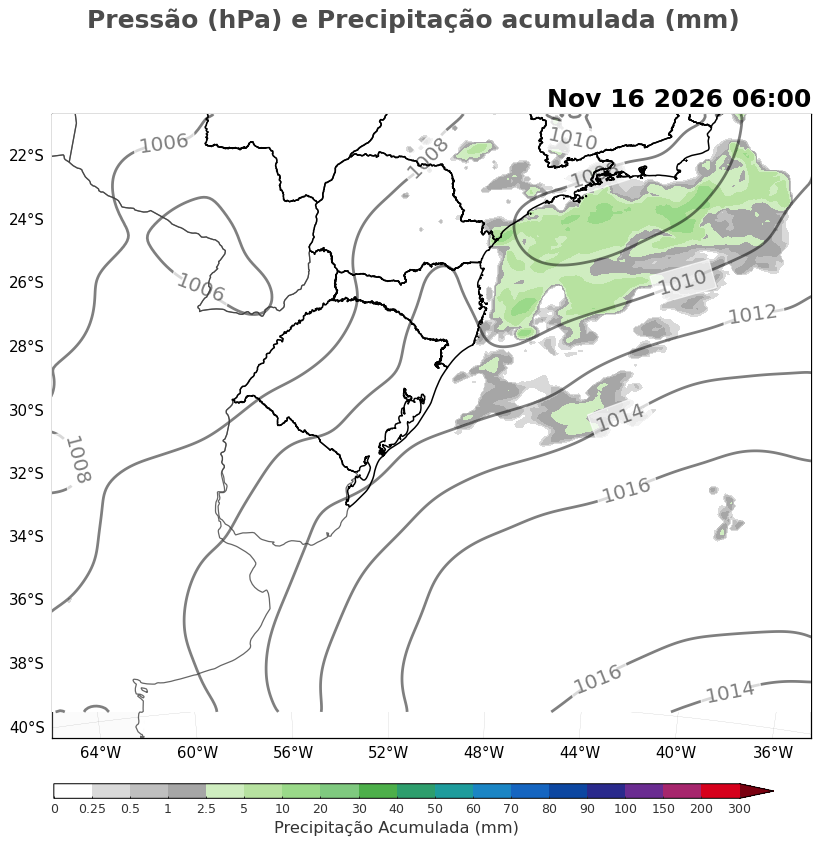 Pressão (hPa) e Precipitação acumulada (mm)
Nov 16 2026 06:00
1006
1008
1010
22°S
24°S
26°S
28°S
30°S
32°S
34°S
36°S
38°S
40°S
1006
1010
1012
1014
1008
1016
1016
1014
64°W 60°W 56°W 52°W 48°W 44°W 40°W 36°W
0 0.25 0.5 1 2.5 5 10 20 30 40 50 60 70 80 90 100 150 200 300
Precipitação Acumulada (mm)